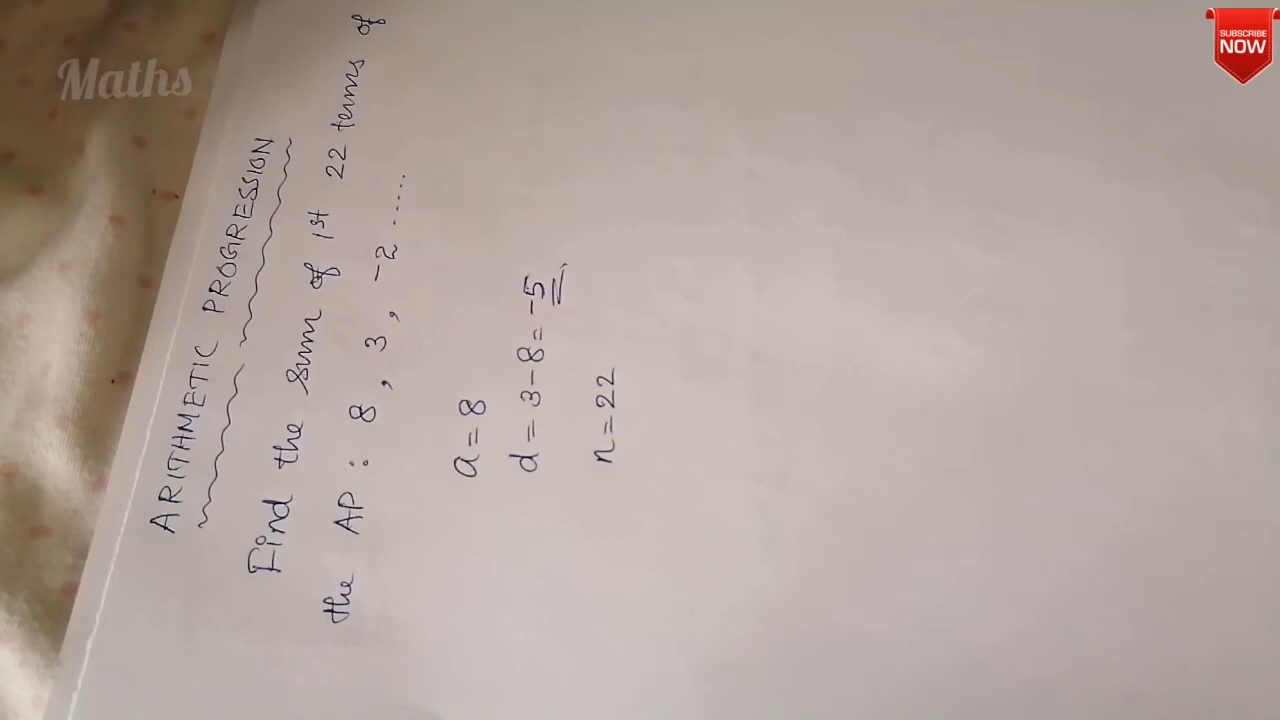 Maths
SUBSCRIBE
NOW
ARITHMETIC PROGRESSION
Find the sum of 1st 22 terms of
the AP : 8 , 3 , -2 ......
a = 8
d = 3 - 8 = -5
n = 22